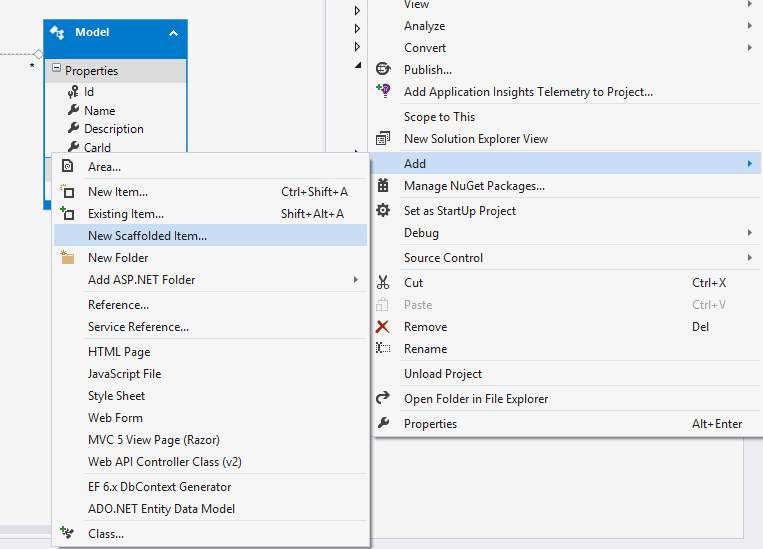 Model
Properties
Id
Name
Description
CarId
*
View
Analyze
Convert
Publish...
Add Application Insights Telemetry to Project...
Scope to This
New Solution Explorer View
Add
Manage NuGet Packages...
Set as StartUp Project
Debug
Source Control
Cut Ctrl+X
Paste Ctrl+V
Remove Del
Rename
Unload Project
Open Folder in File Explorer
Properties Alt+Enter
Area...
New Item... Ctrl+Shift+A
Existing Item... Shift+Alt+A
New Scaffolded Item...
New Folder
Add ASP.NET Folder
Reference...
Service Reference...
HTML Page
JavaScript File
Style Sheet
Web Form
MVC 5 View Page (Razor)
Web API Controller Class (v2)
EF 6.x DbContext Generator
ADO.NET Entity Data Model
Class...